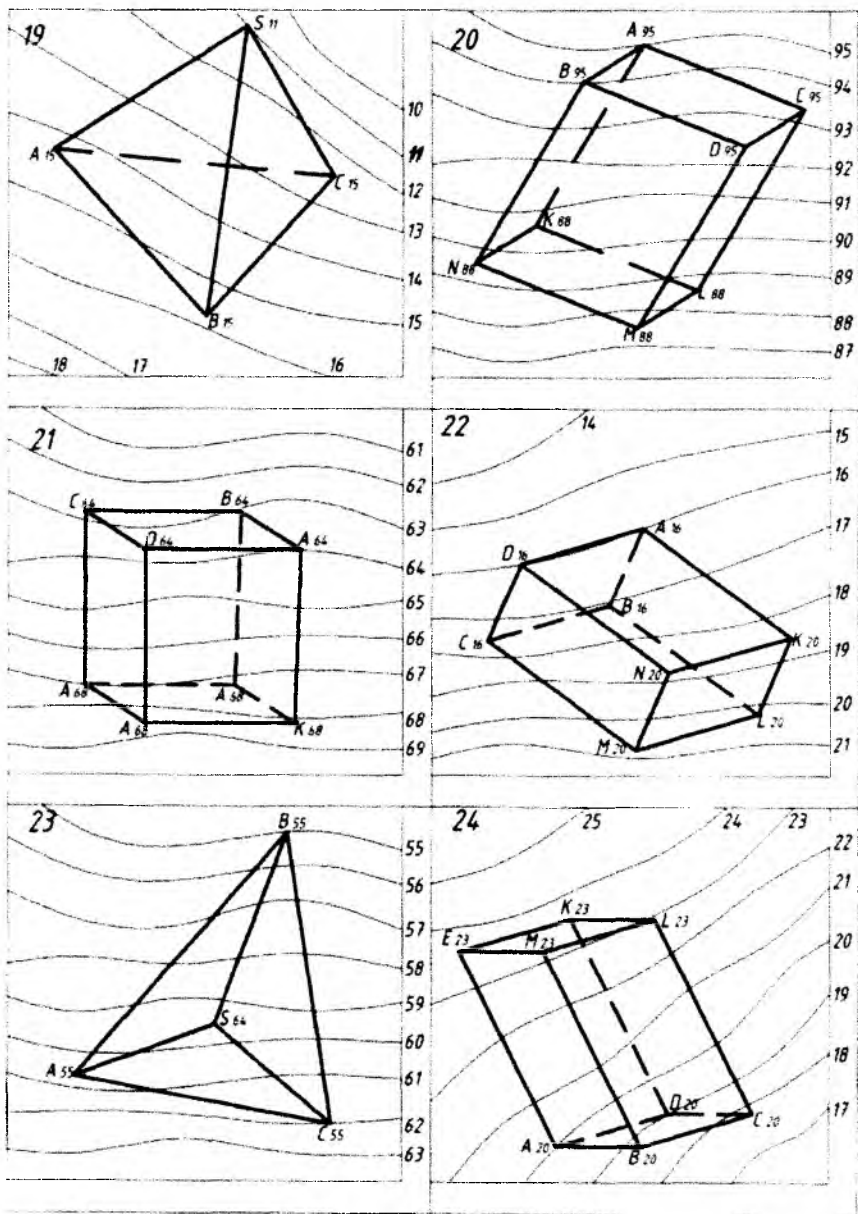 19
S 11
10
11
A 15
C 15
12
13
14
B 15
15
18
17
16
20
A 95
95
B 95
94
C 95
93
D 95
92
91
K 88
90
N 88
89
L 88
88
M 88
87
21
61
62
C 64
B 64
63
D 64
A 64
64
65
66
67
A 68
A 68
68
A 68
K 68
69
22
14
15
16
A 16
17
D 16
18
B 16
C 16
K 20
19
N 20
20
L 20
M 20
21
23
B 55
55
56
57
58
59
S 64
60
A 55
61
C 55
62
63
24
25
24
23
22
21
K 23
L 23
E 23
M 23
20
19
18
D 20
C 20
17
A 20
B 20